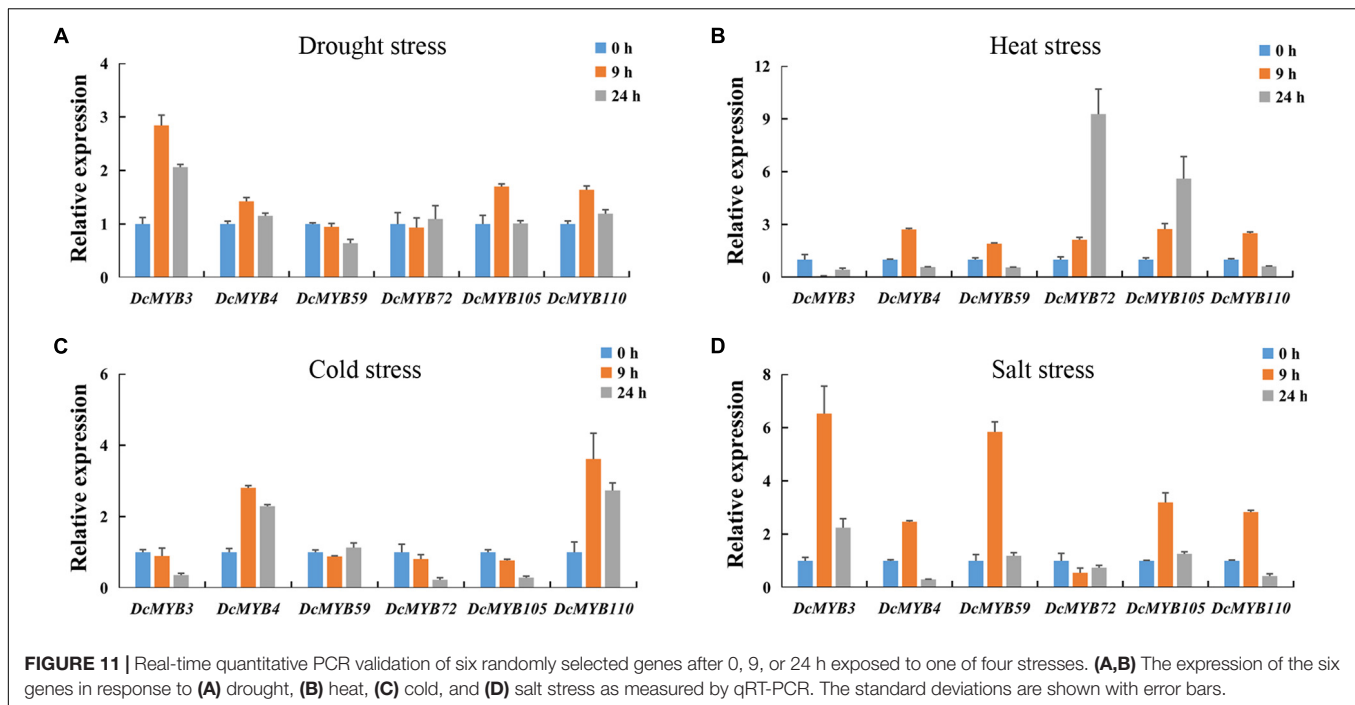 A
Drought stress
0 h
9 h
24 h
Relative expression
4
3
2
1
0
DcMYB3 DcMYB4 DcMYB59 DcMYB72 DcMYB105 DcMYB110
B
Heat stress
0 h
9 h
24 h
Relative expression
12
9
6
3
0
DcMYB3 DcMYB4 DcMYB59 DcMYB72 DcMYB105 DcMYB110
C
Cold stress
0 h
9 h
24 h
Relative expression
6
4
2
0
DcMYB3 DcMYB4 DcMYB59 DcMYB72 DcMYB105 DcMYB110
D
Salt stress
0 h
9 h
24 h
Relative expression
8
6
4
2
0
DcMYB3 DcMYB4 DcMYB59 DcMYB72 DcMYB105 DcMYB110
FIGURE 11 | Real-time quantitative PCR validation of six randomly selected genes after 0, 9, or 24 h exposed to one of four stresses. (A,B) The expression of the six
genes in response to (A) drought, (B) heat, (C) cold, and (D) salt stress as measured by qRT-PCR. The standard deviations are shown with error bars.